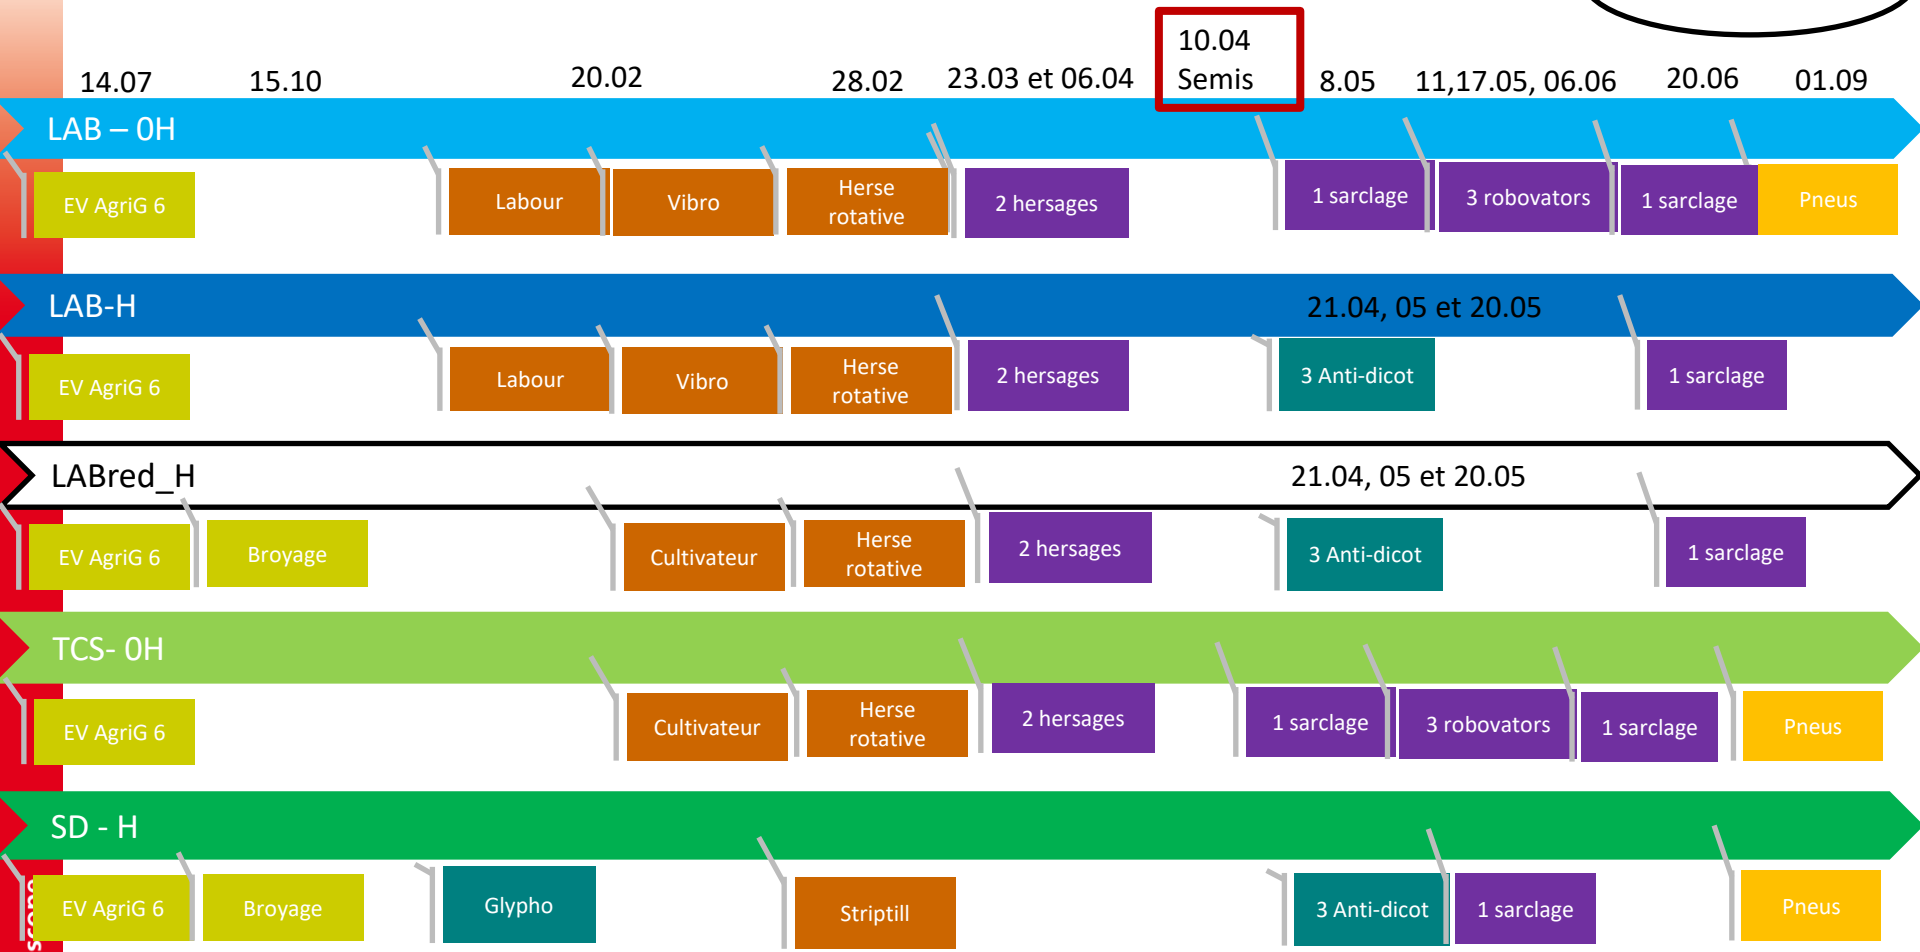 10.04
Semis
14.07
15.10
20.02
28.02
23.03 et 06.04
8.05
11,17.05, 06.06
20.06
01.09
LAB – 0H
EV AgriG 6
Labour
Vibro
Herse
rotative
2 hersages
1 sarclage
3 robovators
1 sarclage
Pneus
LAB-H
21.04, 05 et 20.05
EV AgriG 6
Labour
Vibro
Herse
rotative
2 hersages
3 Anti-dicot
1 sarclage
LABred_H
21.04, 05 et 20.05
EV AgriG 6
Broyage
Cultivateur
Herse
rotative
2 hersages
3 Anti-dicot
1 sarclage
TCS- 0H
EV AgriG 6
Cultivateur
Herse
rotative
2 hersages
1 sarclage
3 robovators
1 sarclage
Pneus
SD - H
EV AgriG 6
Broyage
Glypho
Striptill
3 Anti-dicot
1 sarclage
Pneus